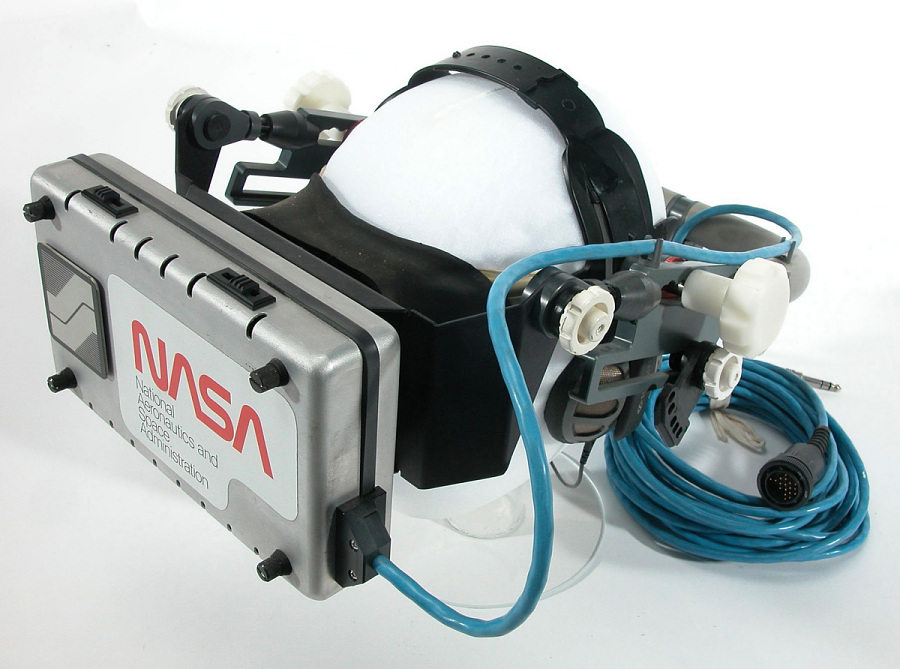 NASA
National
Aeronautics and
Space
Administration